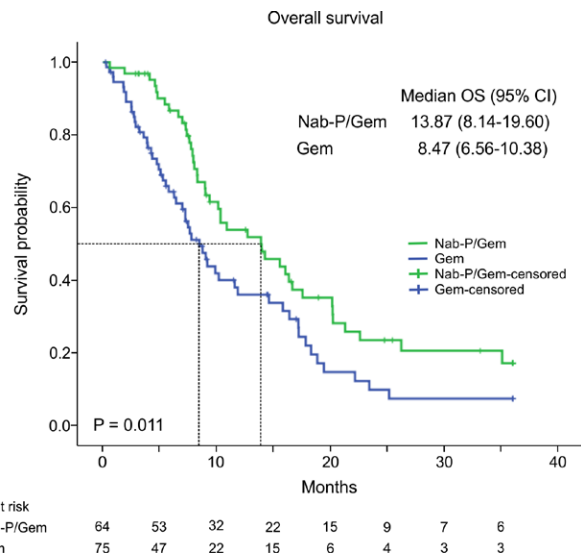 Overall survival
Median OS (95% CI)
Nab-P/Gem 13.87 (8.14-19.60)
Gem 8.47 (6.56-10.38)
Survival probability
1.0
0.8
0.6
0.4
0.2
0.0
Nab-P/Gem
Gem
Nab-P/Gem-censored
Gem-censored
P = 0.011
0 10 20 30 40
Months
t risk
-P/Gem 64 53 32 22 15 9 7 6
m 75 47 22 15 6 4 3 3